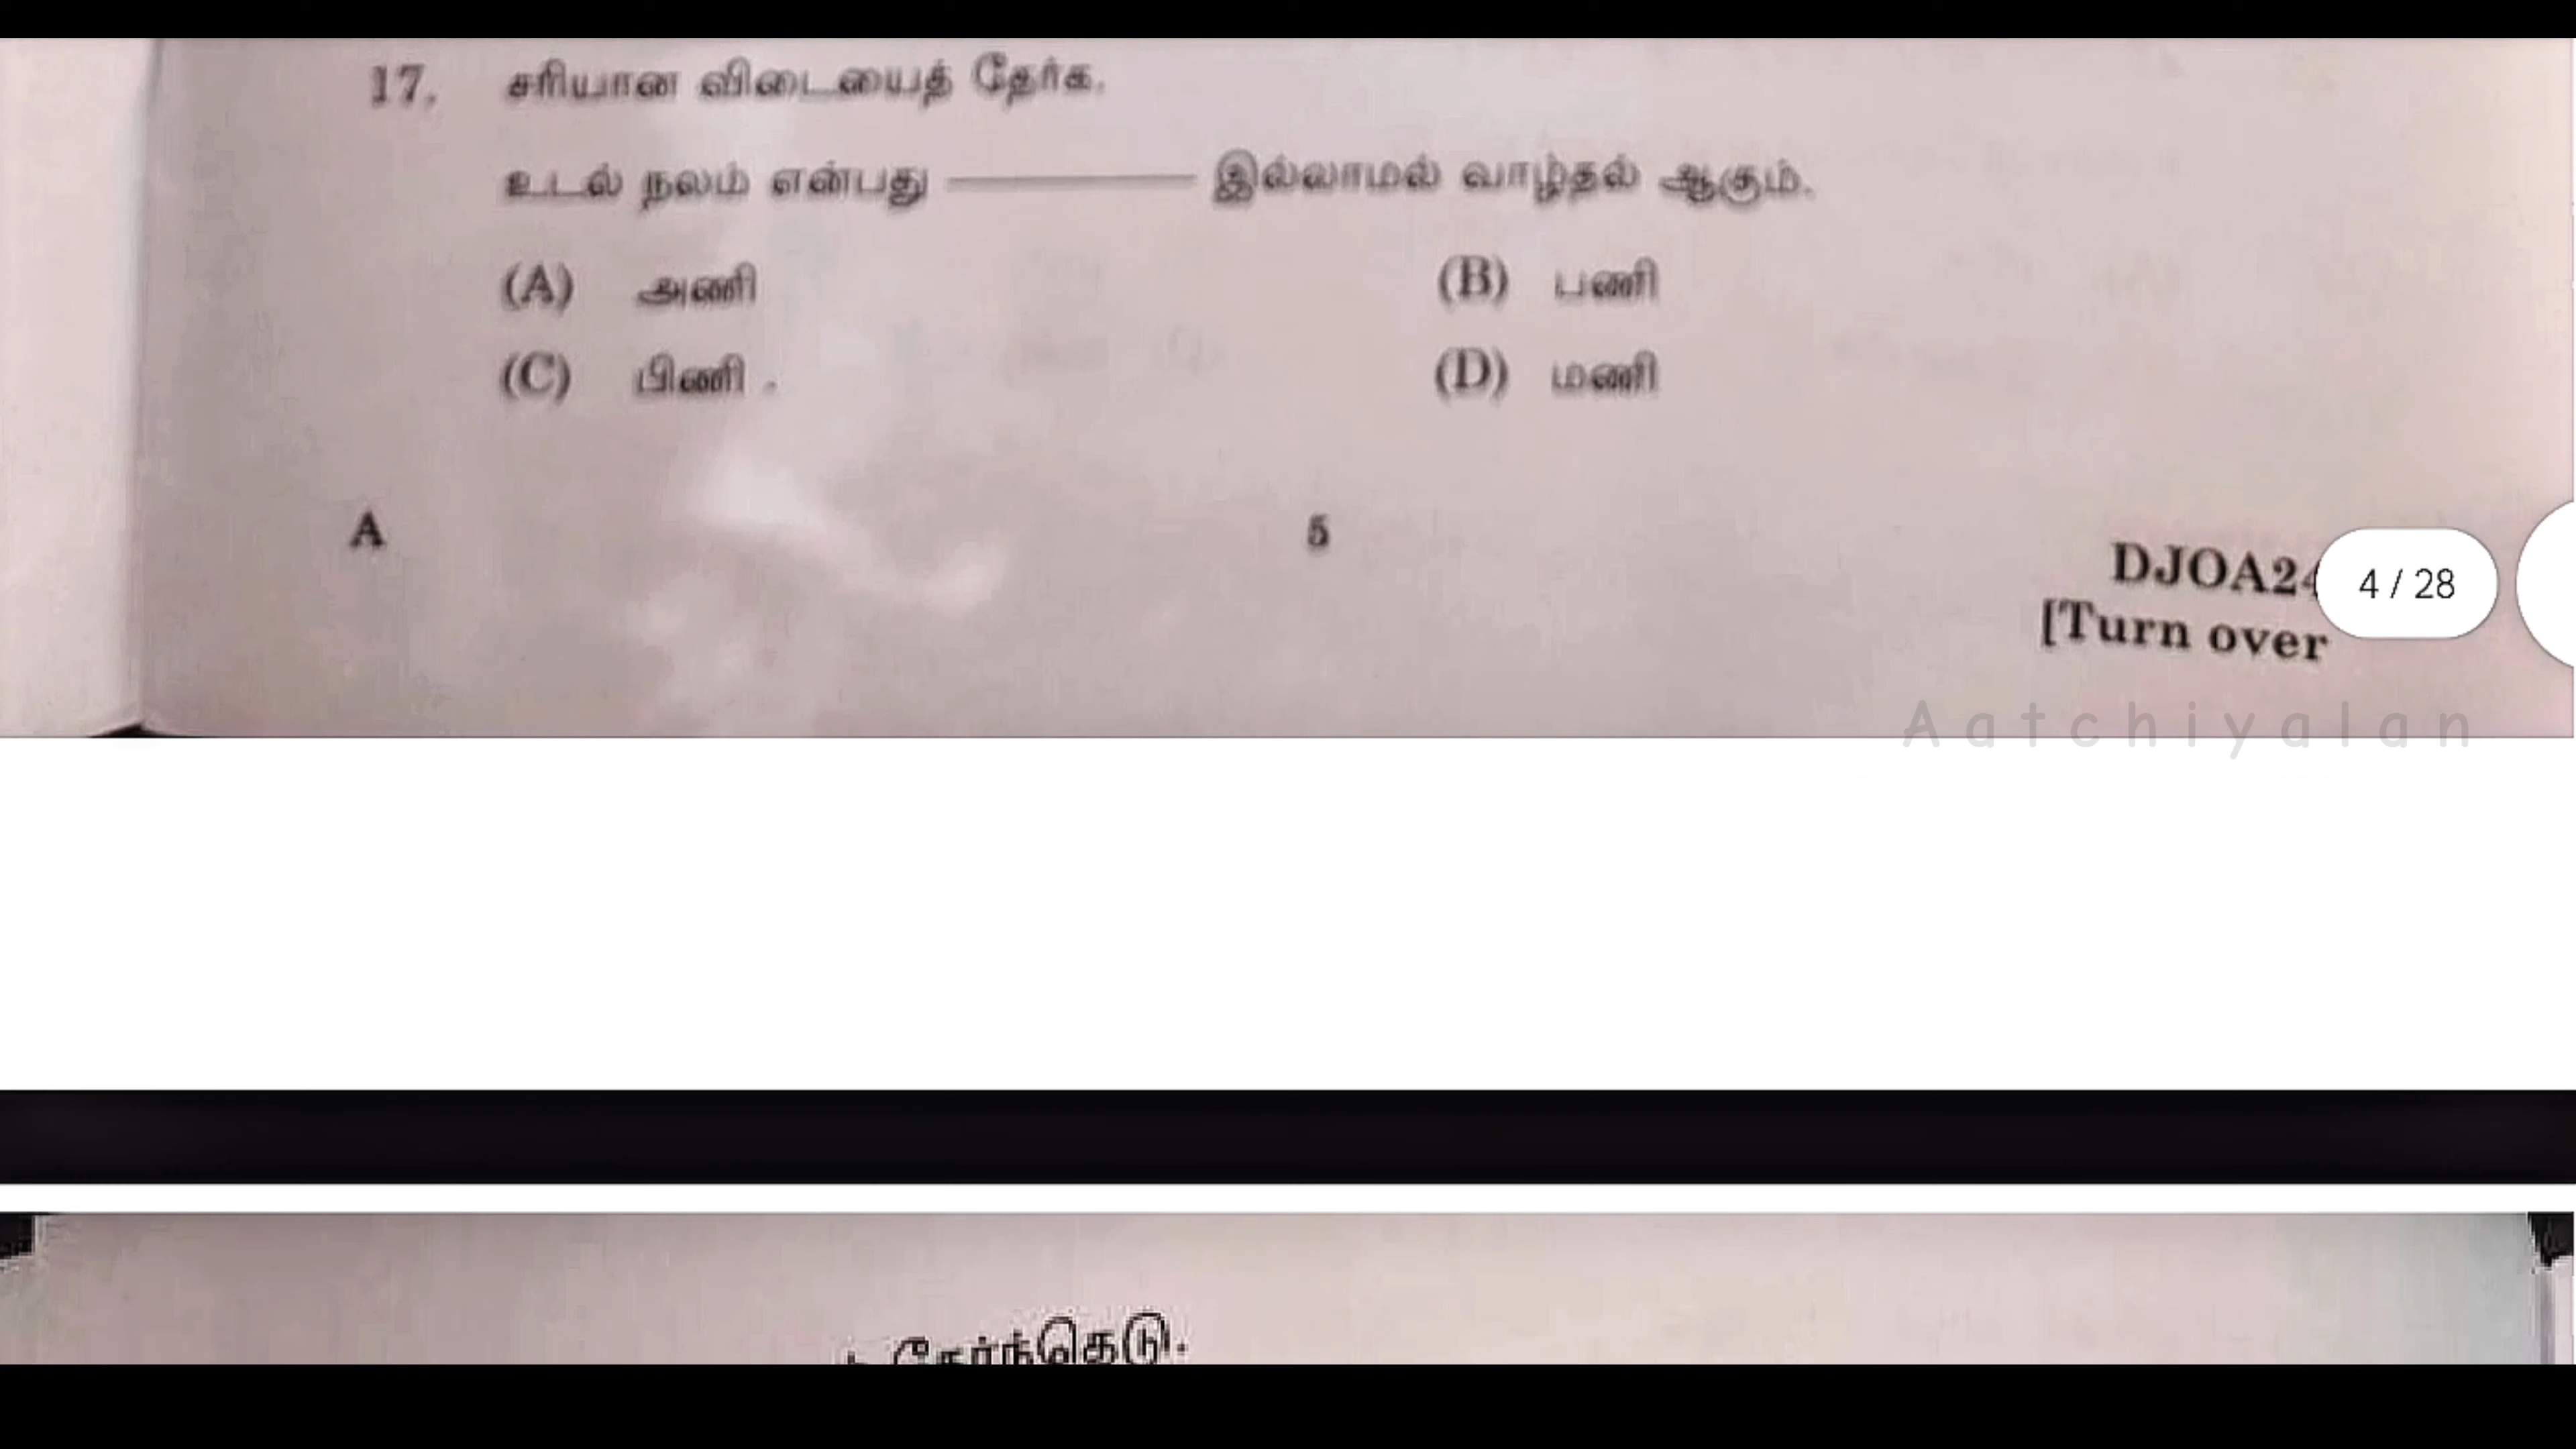 17. சரியான விடையைத் தேர்க.
உடல் நலம் என்பது ———— இல்லாமல் வாழ்தல் ஆகும்.
(A) அணி (B) பணி
(C) பிணி . (D) மணி
A 5 DJOA24
4 / 28
[Turn over
Aatchiyalan
தேர்ந்தெடு.